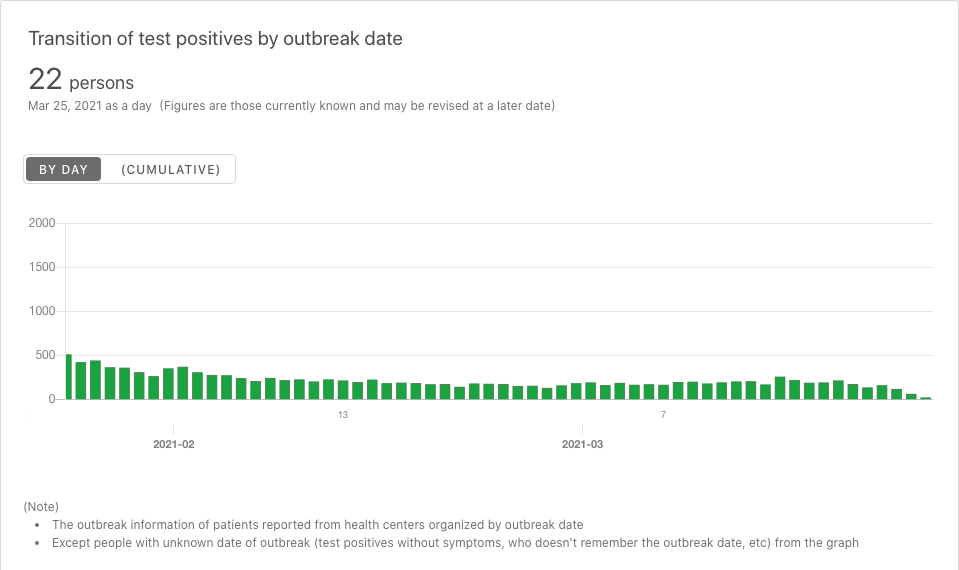 Transition of test positives by outbreak date
22 persons
Mar 25, 2021 as a day (Figures are those currently known and may be revised at a later date)
BY DAY (CUMULATIVE)
2000
1500
1000
500
0
13 7
2021-02 2021-03
(Note)
• The outbreak information of patients reported from health centers organized by outbreak date
• Except people with unknown date of outbreak (test positives without symptoms, who doesn't remember the outbreak date, etc) from the graph